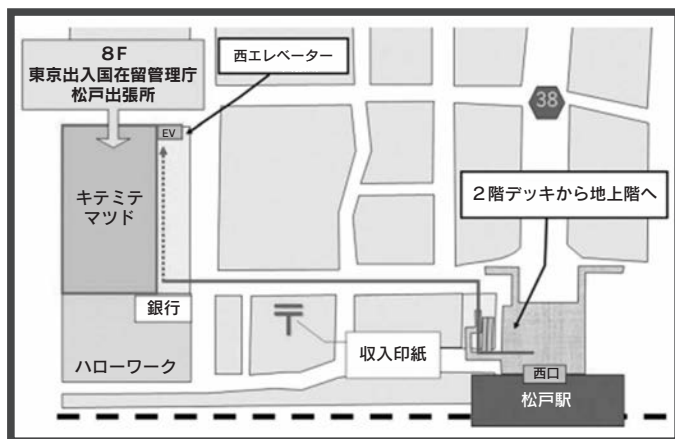 8F
東京出入国在留管理庁
松戸出張所
西エレベーター
38
EV
キテミテ
マツド
2階デッキから地上階へ
銀行
〒
収入印紙
ハローワーク
西口
松戸駅